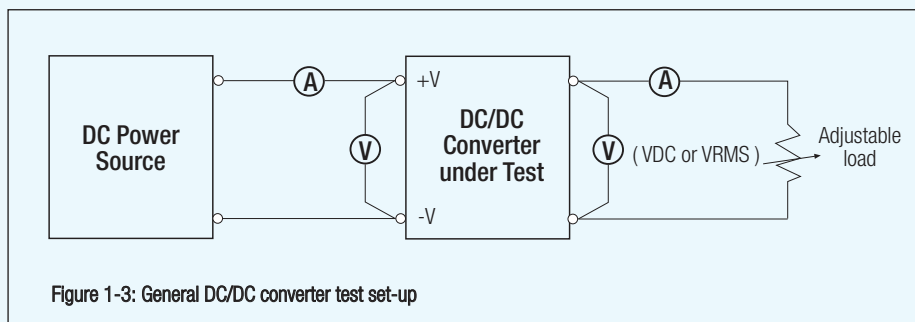 DC Power
Source
A
V
+V
-V
DC/DC
Converter
under Test
A
V
( VDC or VRMS )
Adjustable
load
Figure 1-3: General DC/DC converter test set-up